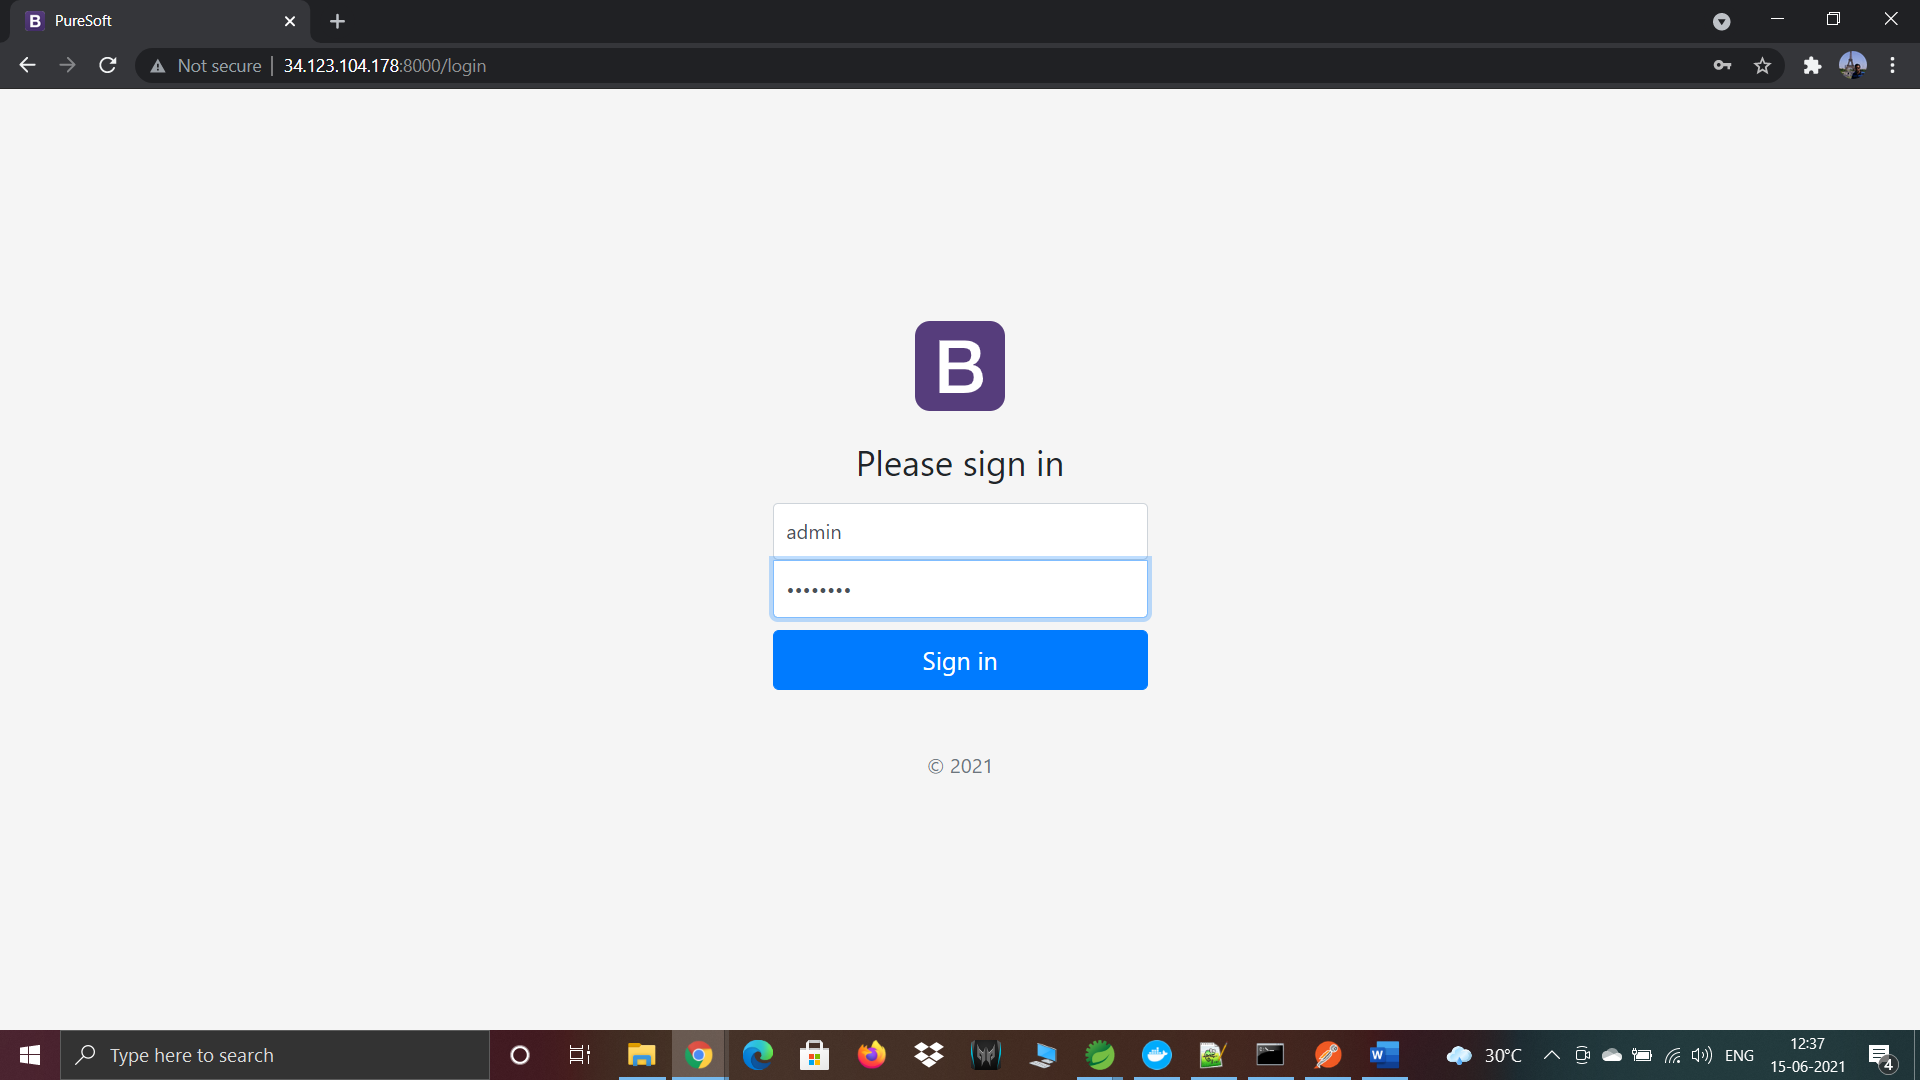 B PureSoft
Not secure | 34.123.104.178:8000/login
B
Please sign in
admin
••••••••
Sign in
© 2021
Type here to search
W
30°C
ENG
12:37
15-06-2021
4